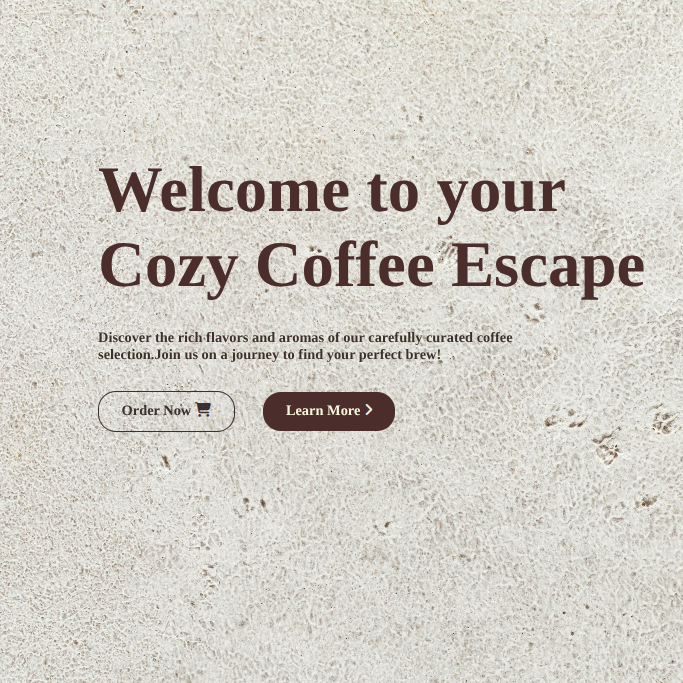 Welcome to your
Cozy Coffee Escape
Discover the rich flavors and aromas of our carefully curated coffee
selection.Join us on a journey to find your perfect brew!
Order Now
Learn More